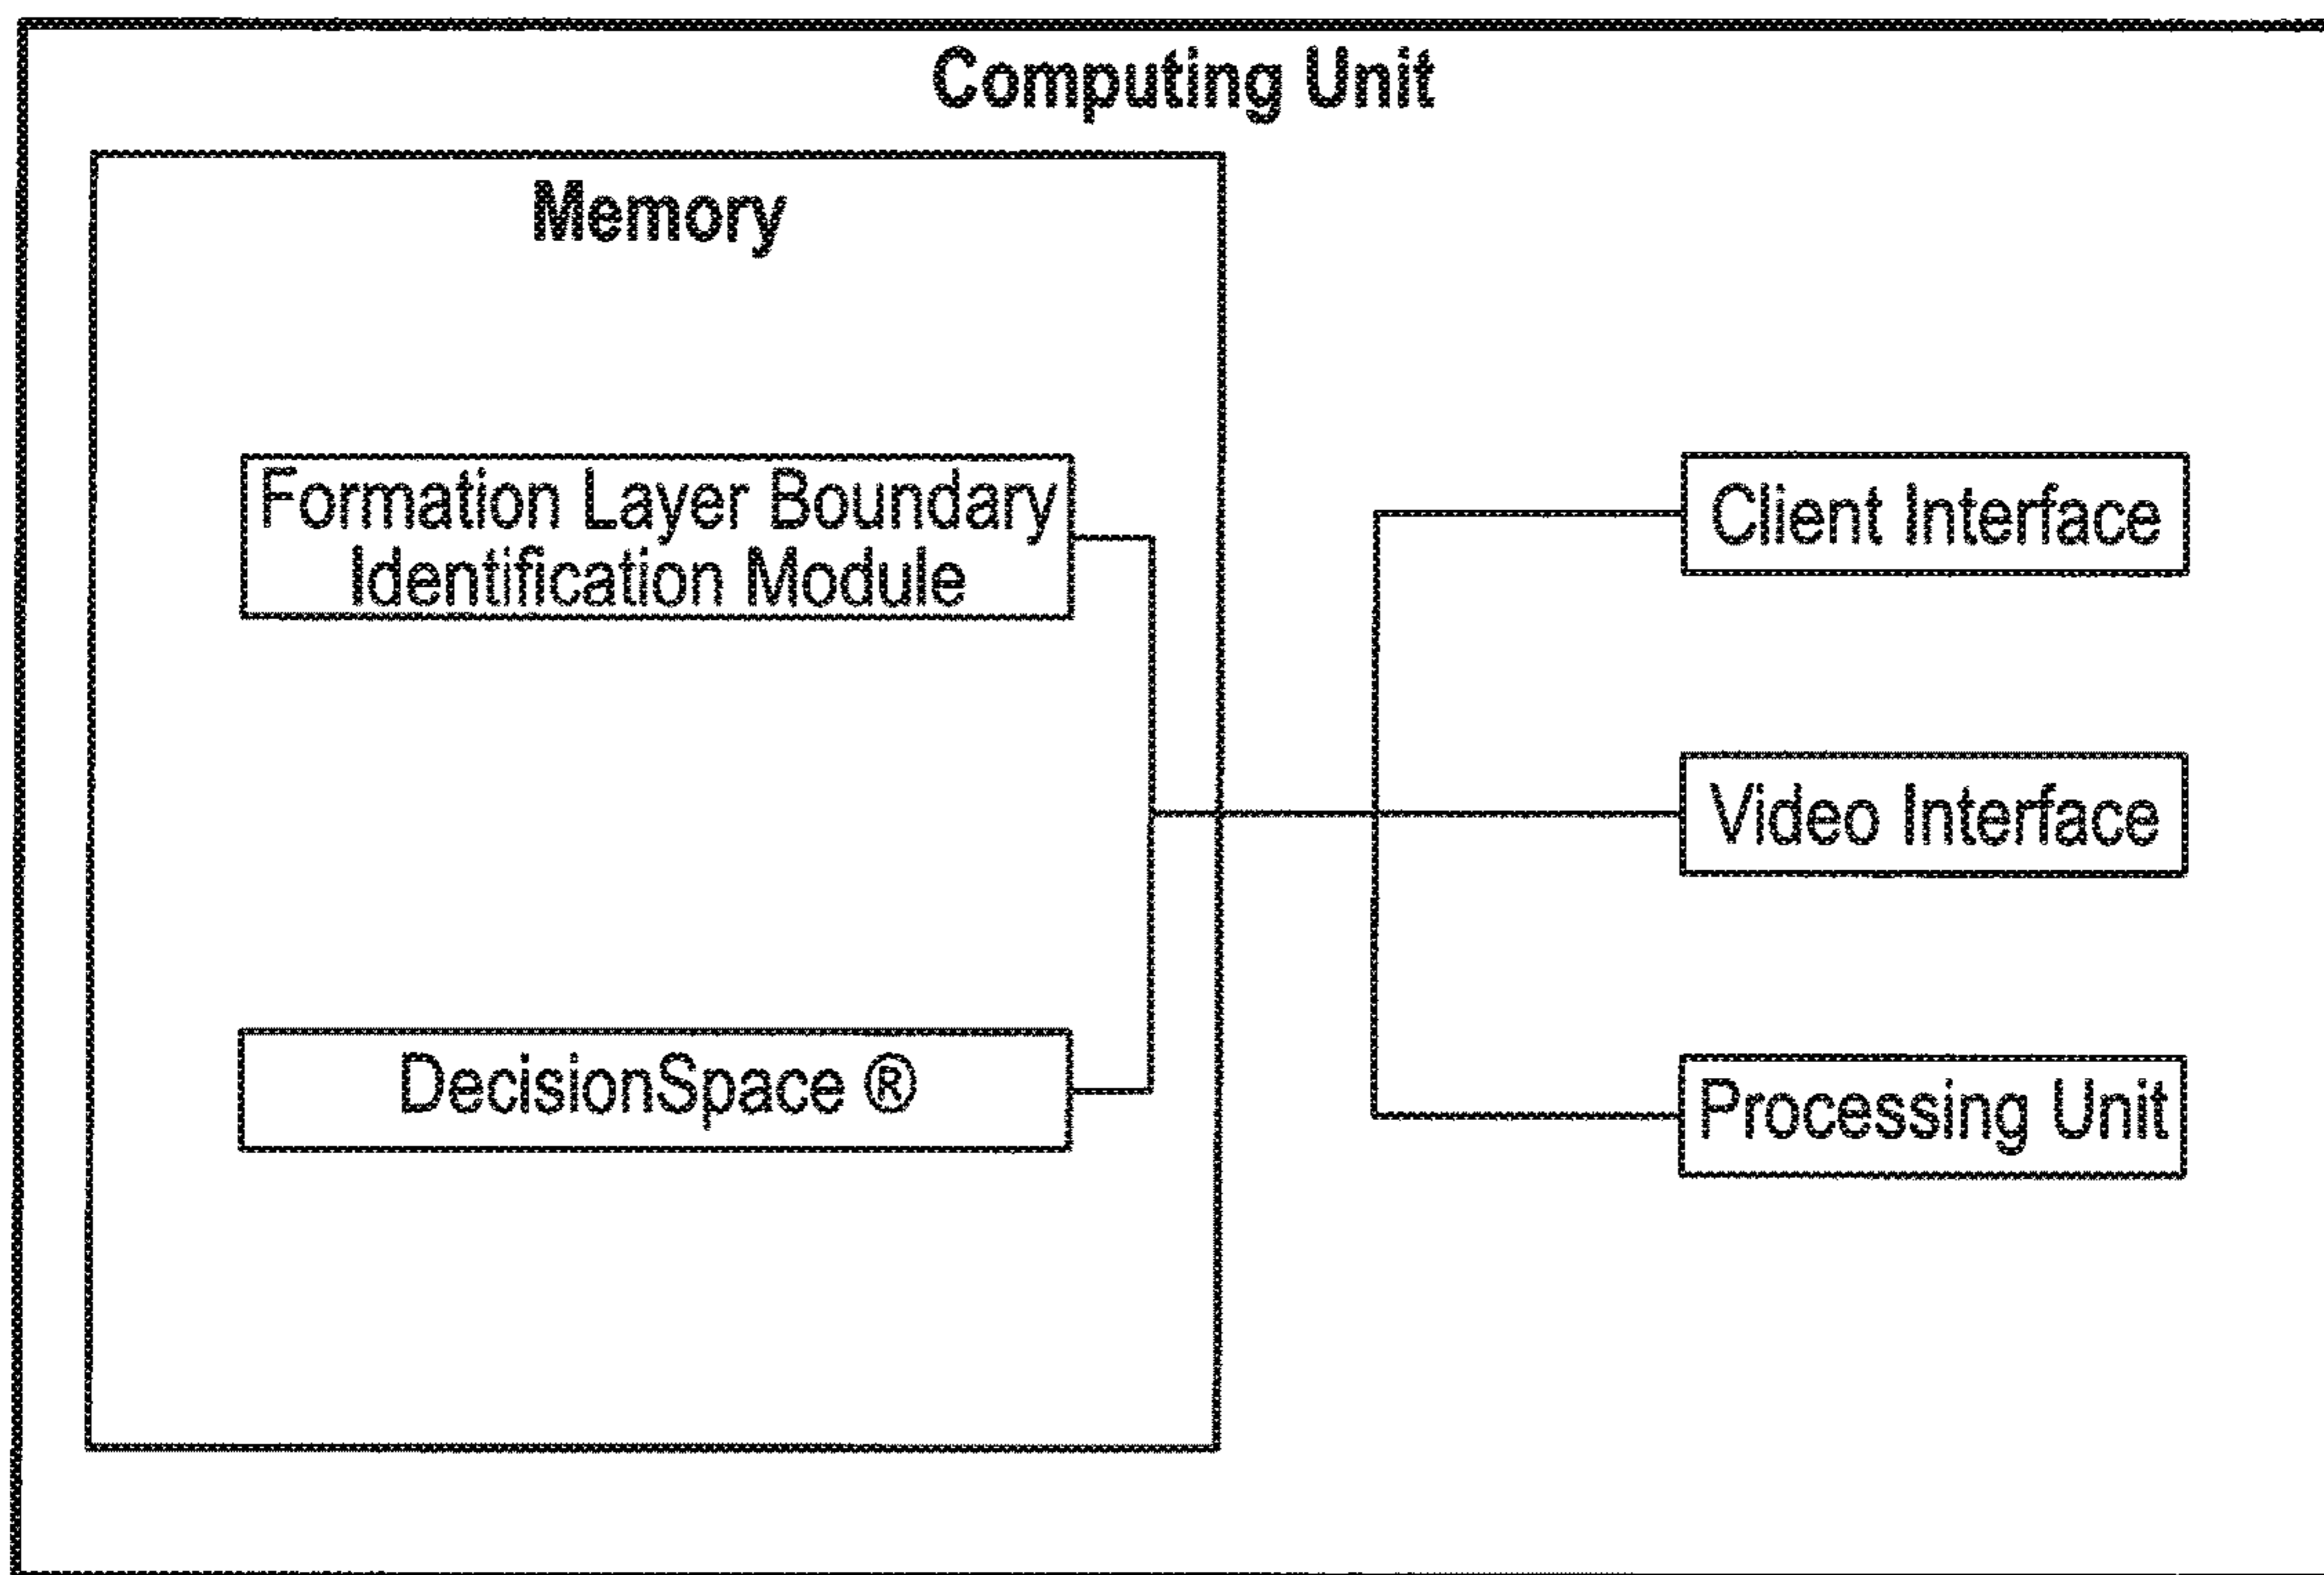 Computing Unit
Memory
Formation Layer Boundary
Identification Module
DecisionSpace ®
Client Interface
Video Interface
Processing Unit